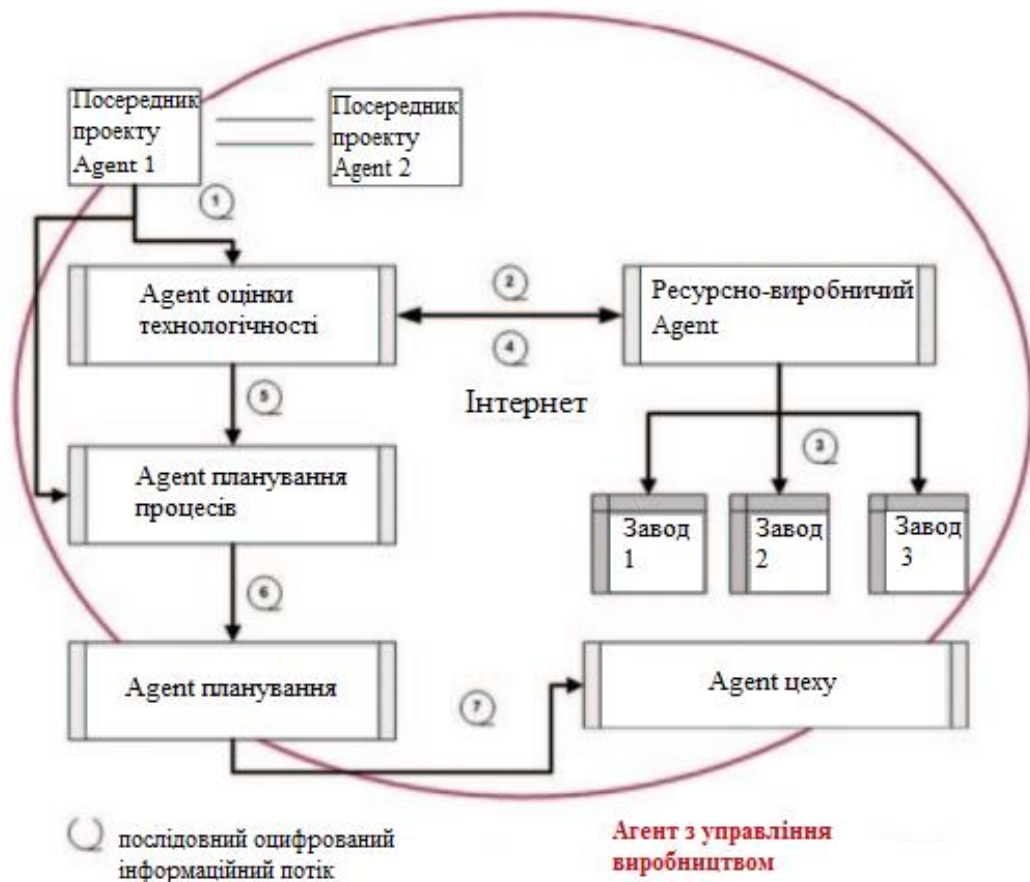 Посередник
проекту
Agent 1
Посередник
проекту
Agent 2
1
Agent оцінки
технологічності
2
4
Ресурсно-виробничий
Agent
5
Інтернет
3
Agent планування
процесів
Завод
1
Завод
2
Завод
3
6
Agent планування
7
Agent цеху
послідовний оцифрований
інформаційний потік
Агент з управління
виробництвом